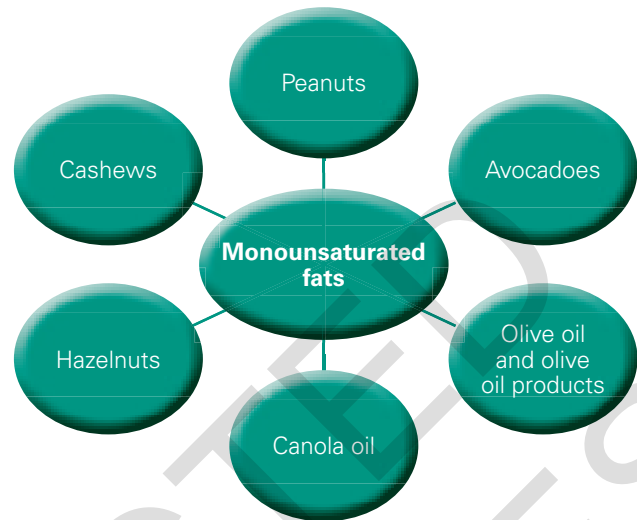 Peanuts
Cashews
Avocadoes
Monounsaturated
fats
Hazelnuts
Olive oil
and olive
oil products
Canola oil